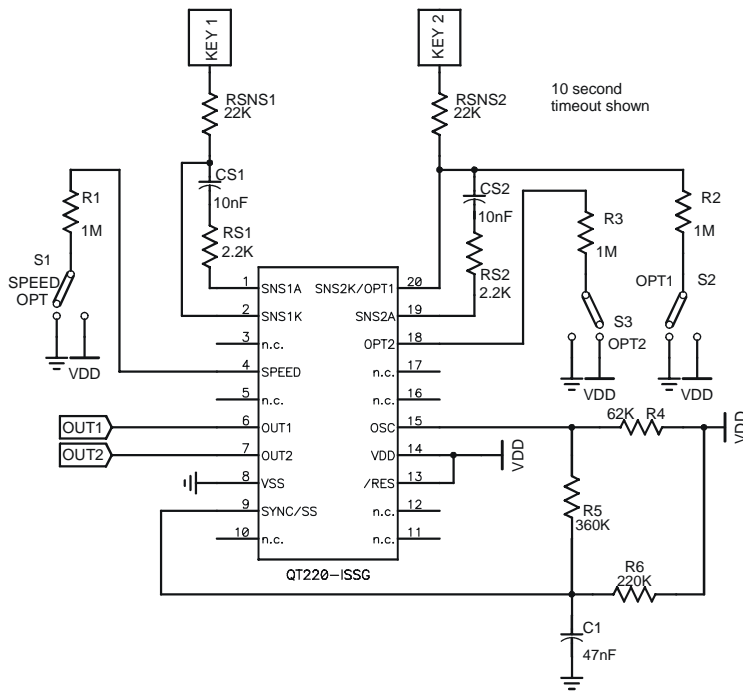 KEY 1
KEY 2
10 second
timeout shown
RSNS1
22K
RSNS2
22K
R1
1M
CS1
10nF
RS1
2.2K
CS2
10nF
RS2
2.2K
R3
1M
R2
1M
S1
SPEED
OPT
VDD
OPT1
S2
S3
OPT2
VDD
VDD
1 SNS1A
2 SNS1K
3 n.c.
4 SPEED
5 n.c.
6 OUT1
7 OUT2
8 VSS
9 SYNC/SS
10 n.c.
SNS2K/OPT1 20
SNS2A 19
OPT2 18
n.c. 17
n.c. 16
OSC 15
VDD 14
/RES 13
n.c. 12
n.c. 11
OUT1
OUT2
QT220-ISSG
62K R4
VDD
VDD
R5
360K
R6
220K
C1
47nF